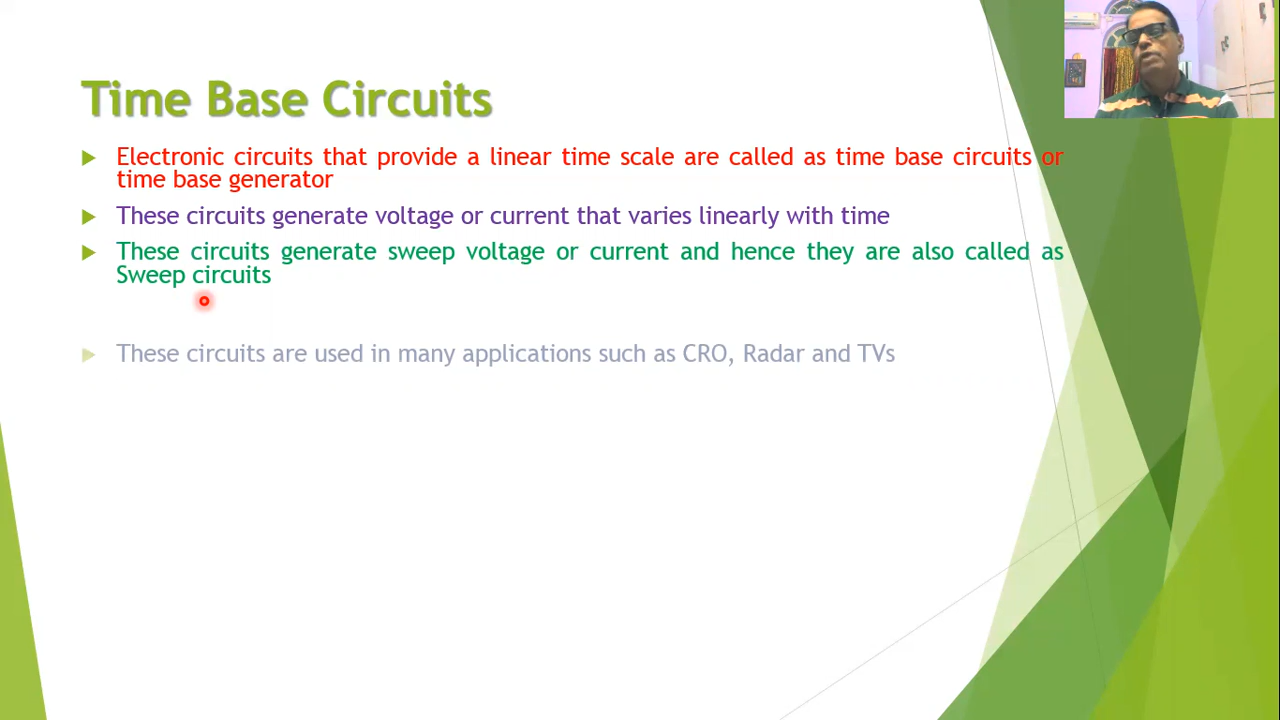 Time Base Circuits
Electronic circuits that provide a linear time scale are called as time base circuits or
time base generator
These circuits generate voltage or current that varies linearly with time
These circuits generate sweep voltage or current and hence they are also called as
Sweep circuits
These circuits are used in many applications such as CRO, Radar and TVs